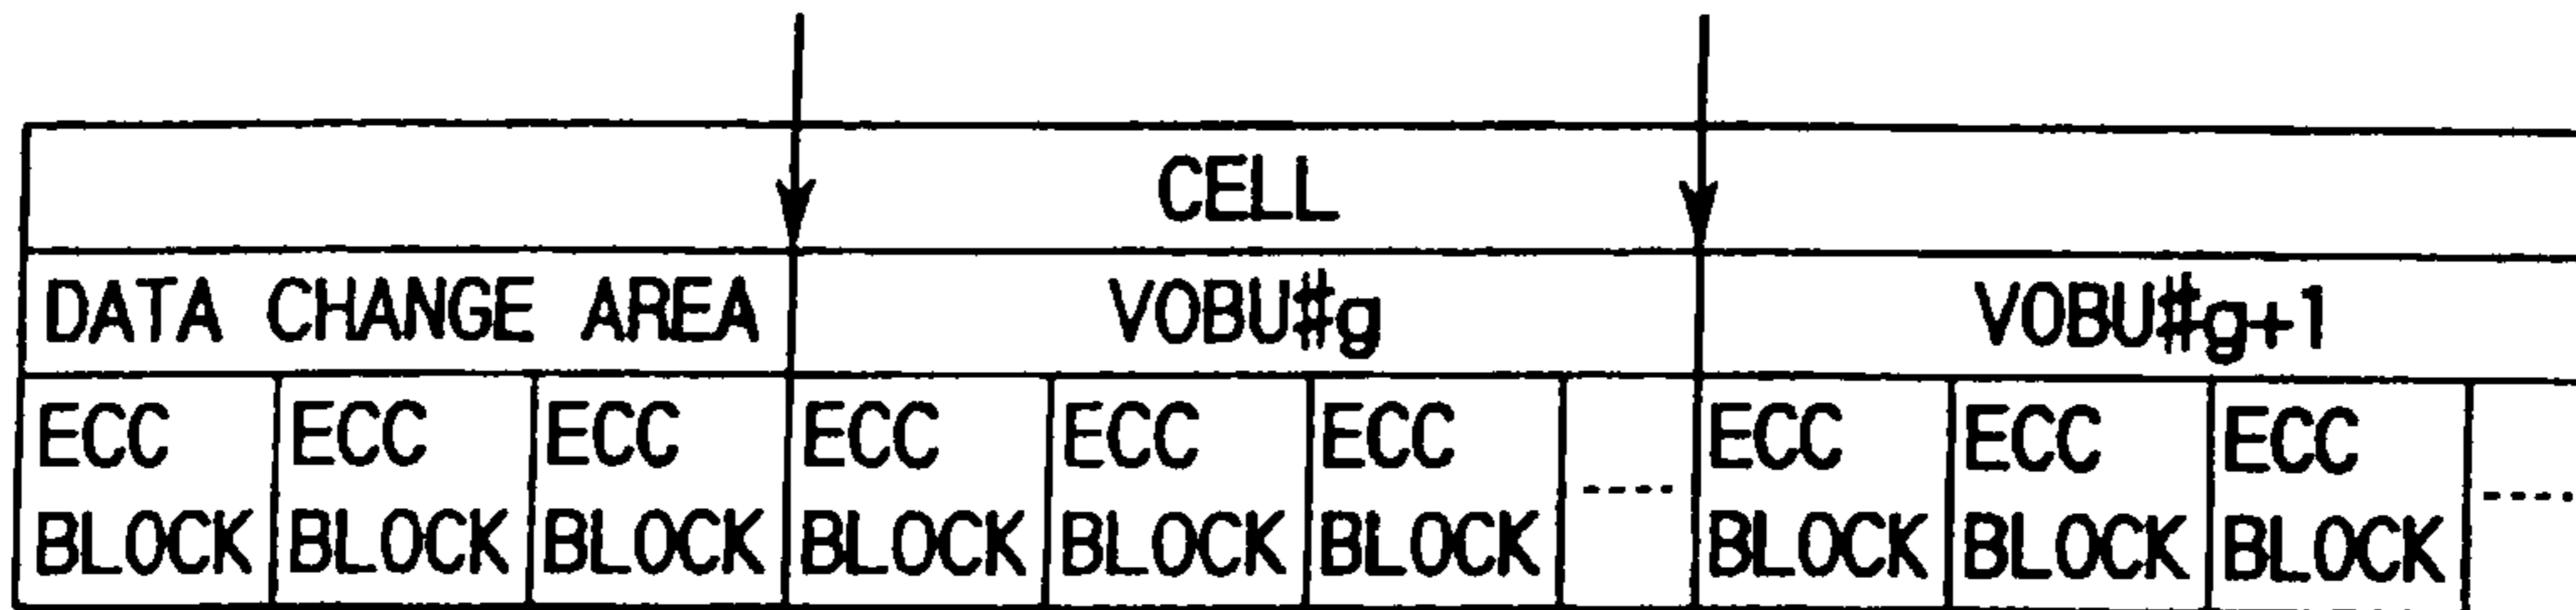 CELL
DATA CHANGE AREA VOBU#g VOBU#g+1
ECC ECC ECC ECC ECC ECC ---- ECC ECC ECC ----
BLOCK BLOCK BLOCK BLOCK BLOCK BLOCK BLOCK BLOCK BLOCK